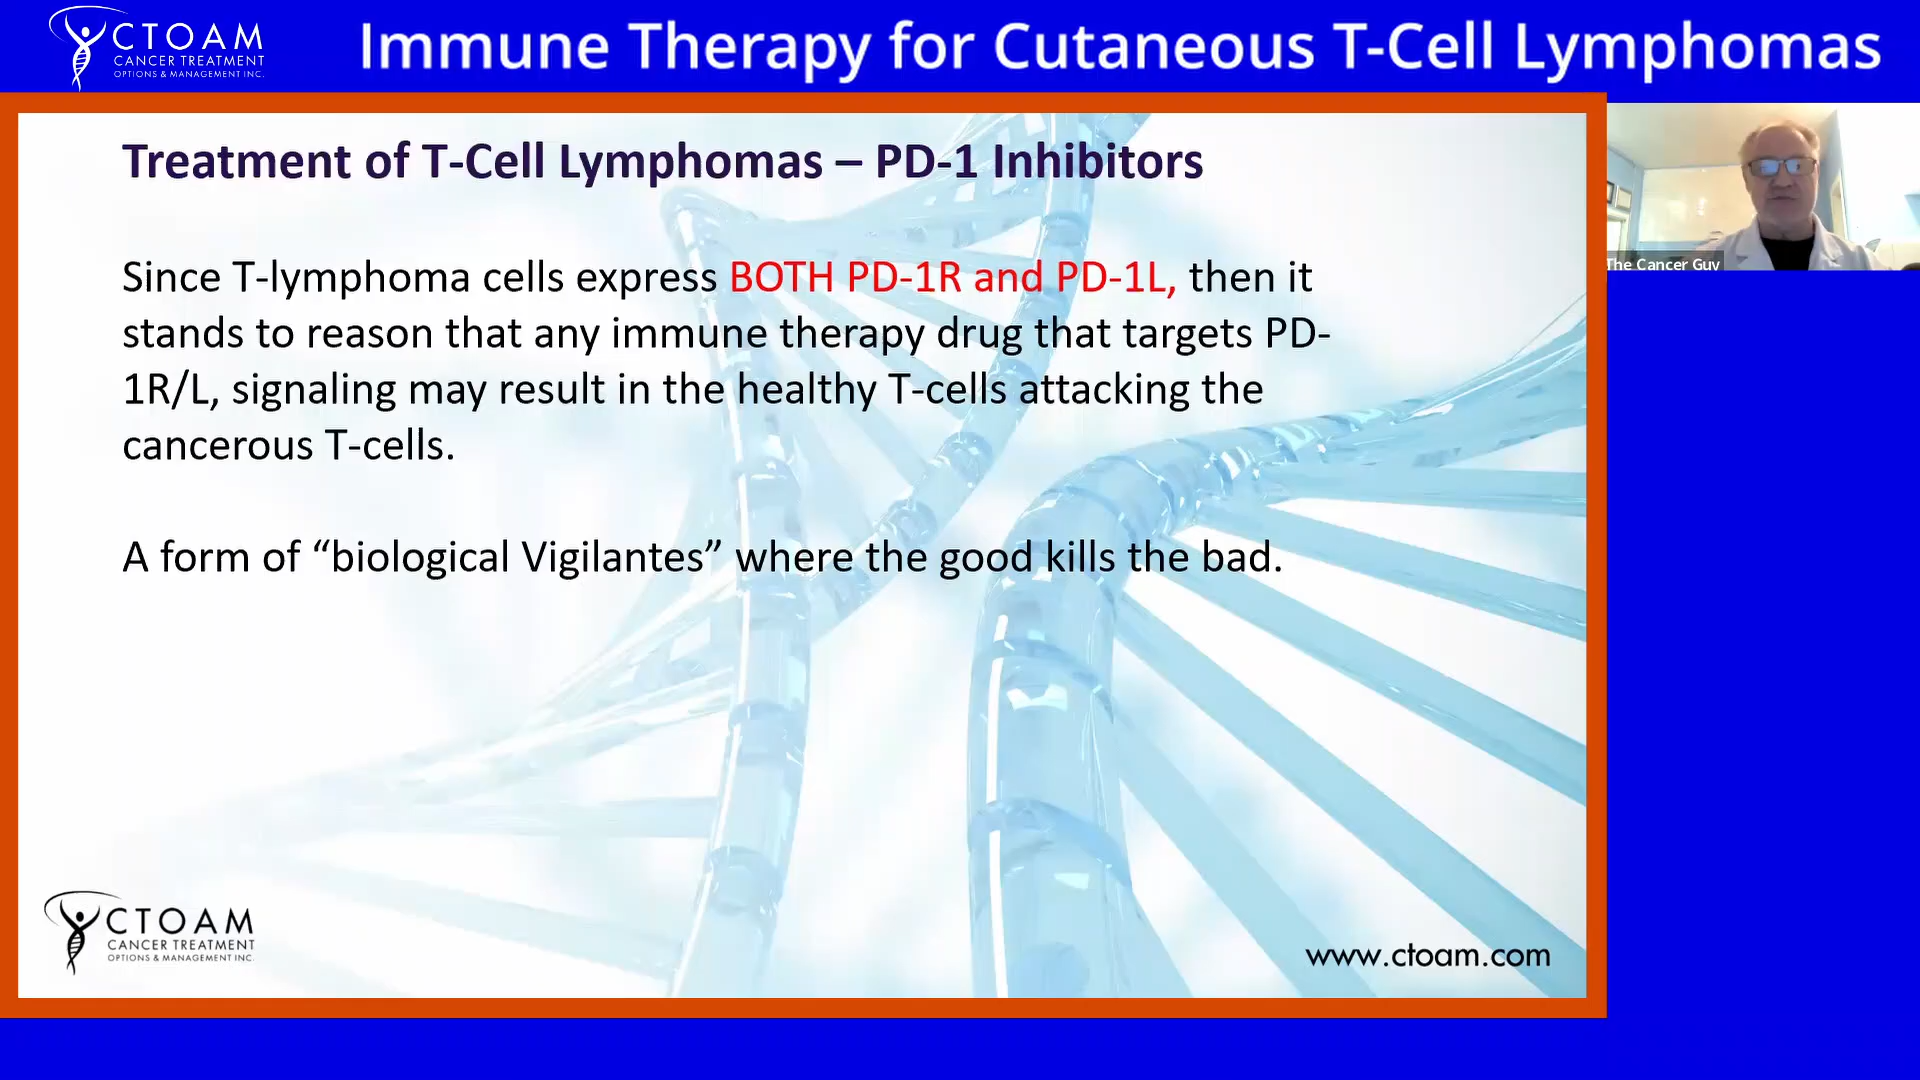 CTOAM
CANCER TREATMENT
OPTIONS & MANAGEMENT INC.
Immune Therapy for Cutaneous T-Cell Lymphomas
Treatment of T-Cell Lymphomas – PD-1 Inhibitors
Since T-lymphoma cells express BOTH PD-1R and PD-1L, then it
stands to reason that any immune therapy drug that targets PD-
1R/L, signaling may result in the healthy T-cells attacking the
cancerous T-cells.
A form of “biological Vigilantes” where the good kills the bad.
The Cancer Guy
CTOAM
CANCER TREATMENT
OPTIONS & MANAGEMENT INC.
www.ctoam.com